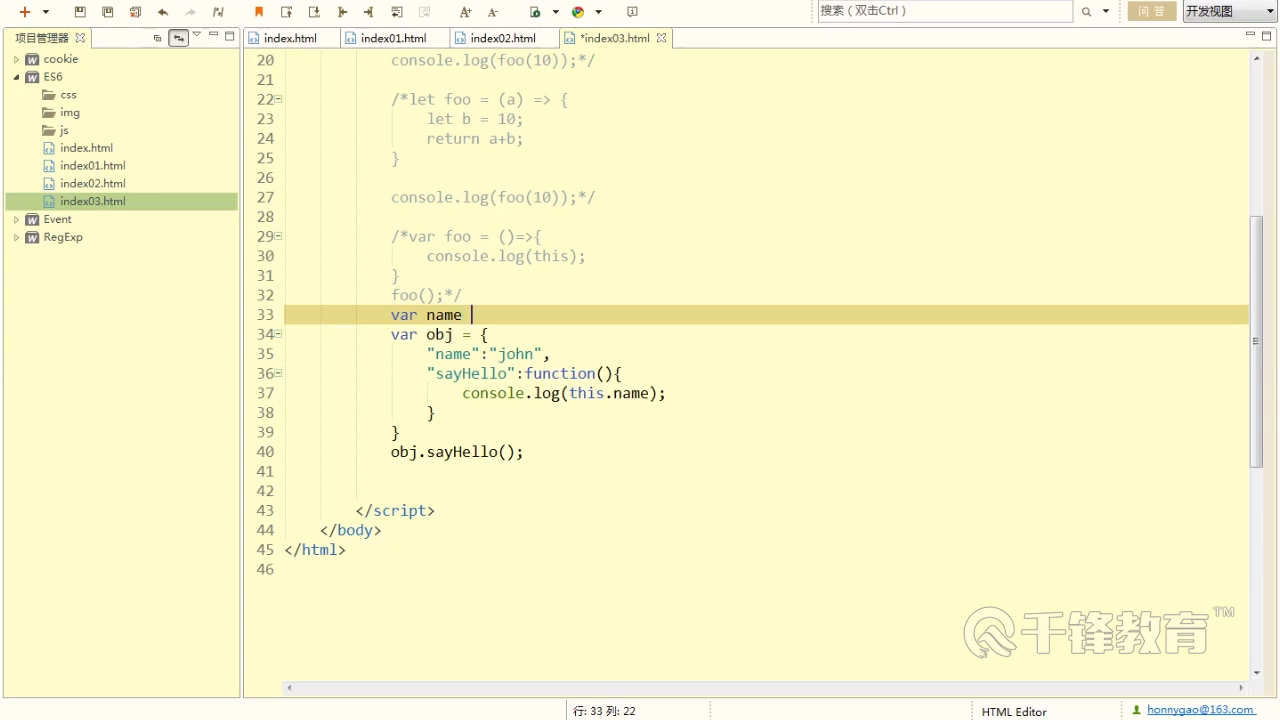 搜索（双击Ctrl）
问答
开发视图
项目管理器
index.html
index01.html
index02.html
*index03.html
cookie
ES6
css
img
js
index.html
index01.html
index02.html
index03.html
Event
RegExp
20 console.log(foo(10));*/
21
22 /*let foo = (a) => {
23 let b = 10;
24 return a+b;
25 }
26
27 console.log(foo(10));*/
28
29 /*var foo = ()=>{
30 console.log(this);
31 }
32 foo();*/
33 var name
34 var obj = {
35 "name":"john",
36 "sayHello":function(){
37 console.log(this.name);
38 }
39 }
40 obj.sayHello();
41
42
43 </script>
44 </body>
45 </html>
46
千锋教育TM
行: 33 列: 22
HTML Editor
honnygao@163.com